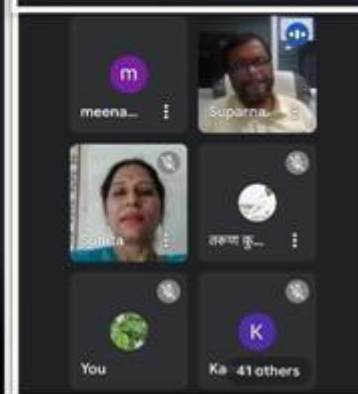 m
meena...
Suparna...
Sunita
तरूण कु...
You
K
Ka
41 others